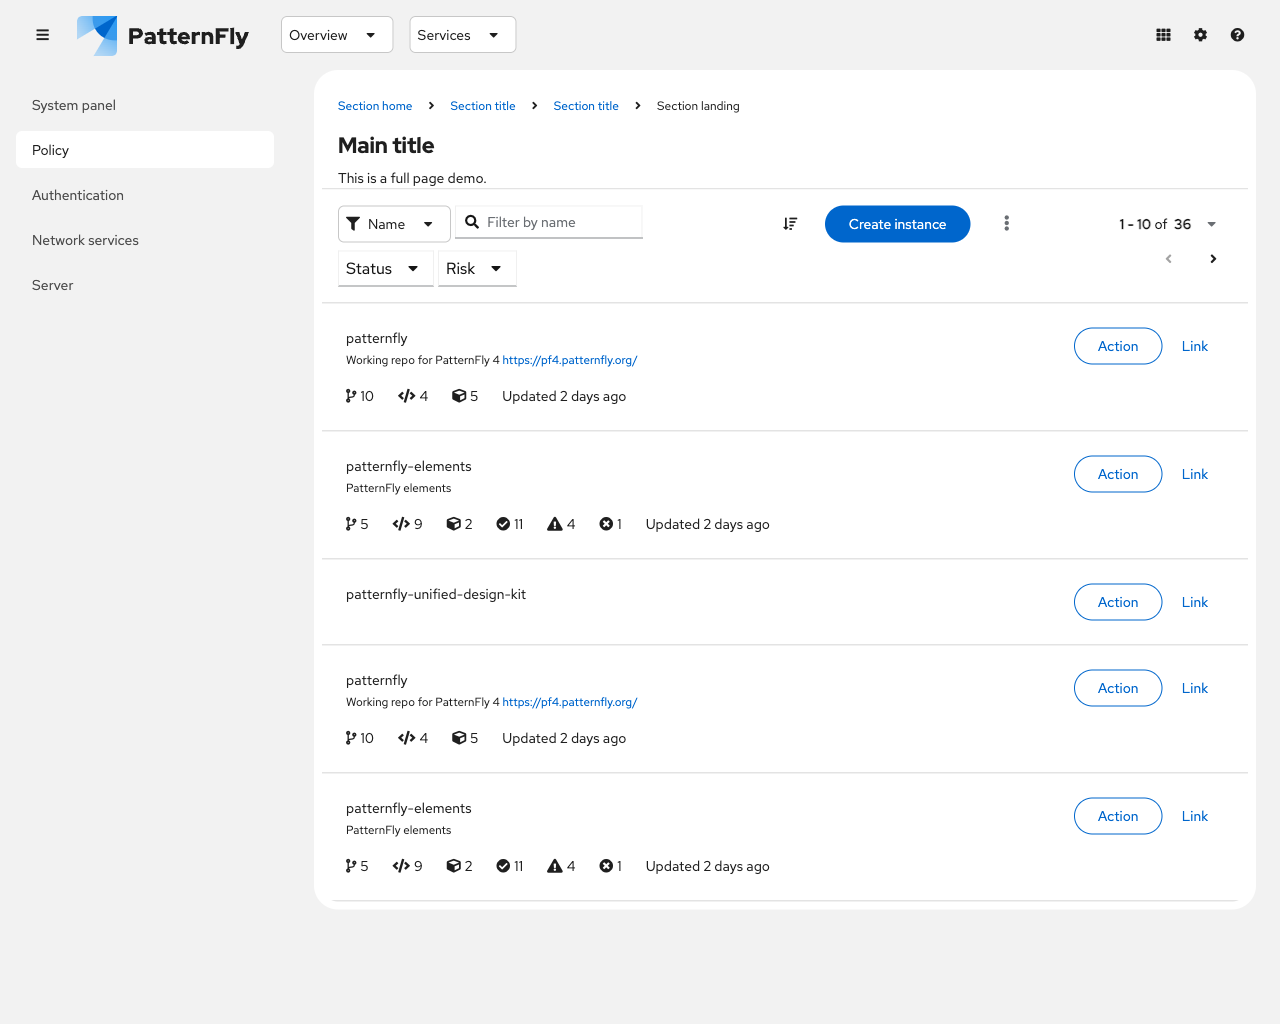 PatternFly Overview Services
System panel
Policy
Authentication
Network services
Server
Section home Section title Section title Section landing
Main title
This is a full page demo.
Name Filter by name Create instance 1 - 10 of 36
Status Risk
patternfly Action Link
Working repo for PatternFly 4 https://pf4.patternfly.org/
10 4 5 Updated 2 days ago
patternfly-elements Action Link
PatternFly elements
5 9 2 11 4 1 Updated 2 days ago
patternfly-unified-design-kit Action Link
patternfly Action Link
Working repo for PatternFly 4 https://pf4.patternfly.org/
10 4 5 Updated 2 days ago
patternfly-elements Action Link
PatternFly elements
5 9 2 11 4 1 Updated 2 days ago